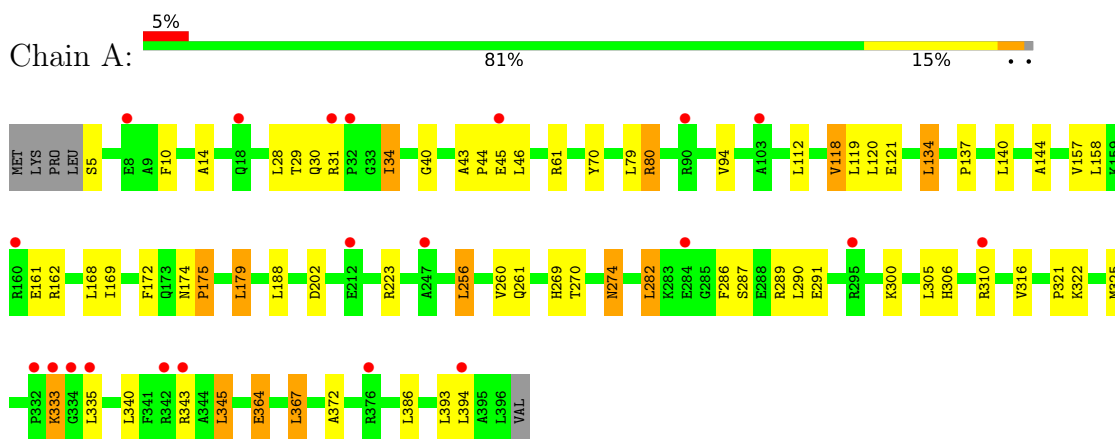 5%
Chain A:
81% 15% • •
MET LYS PRO LEU S5 E8 A9 F10 A14 Q18 L28 T29 Q30 R31 P32 G33 I34 G40 A43 P44 E45 L46 R61 Y70 L79 R80 R90 V94 A103 L112 V118 L119 L120 E121 L134 P137 L140 A144 V157 L158 K159
R160 E161 R162 L168 I169 F172 Q173 N174 P175 L179 L188 D202 E212 R223 A247 L256 V260 Q261 H269 T270 N274 L282 K283 E284 G285 F286 S287 E288 R289 L290 E291 R295 K300 L305 H306 R310 V316 P321 K322 M325
P332 K333 G334 L335 L340 F341 R342 R343 A344 L345 E364 L367 A372 R376 L386 L393 L394 A395 L396 VAL